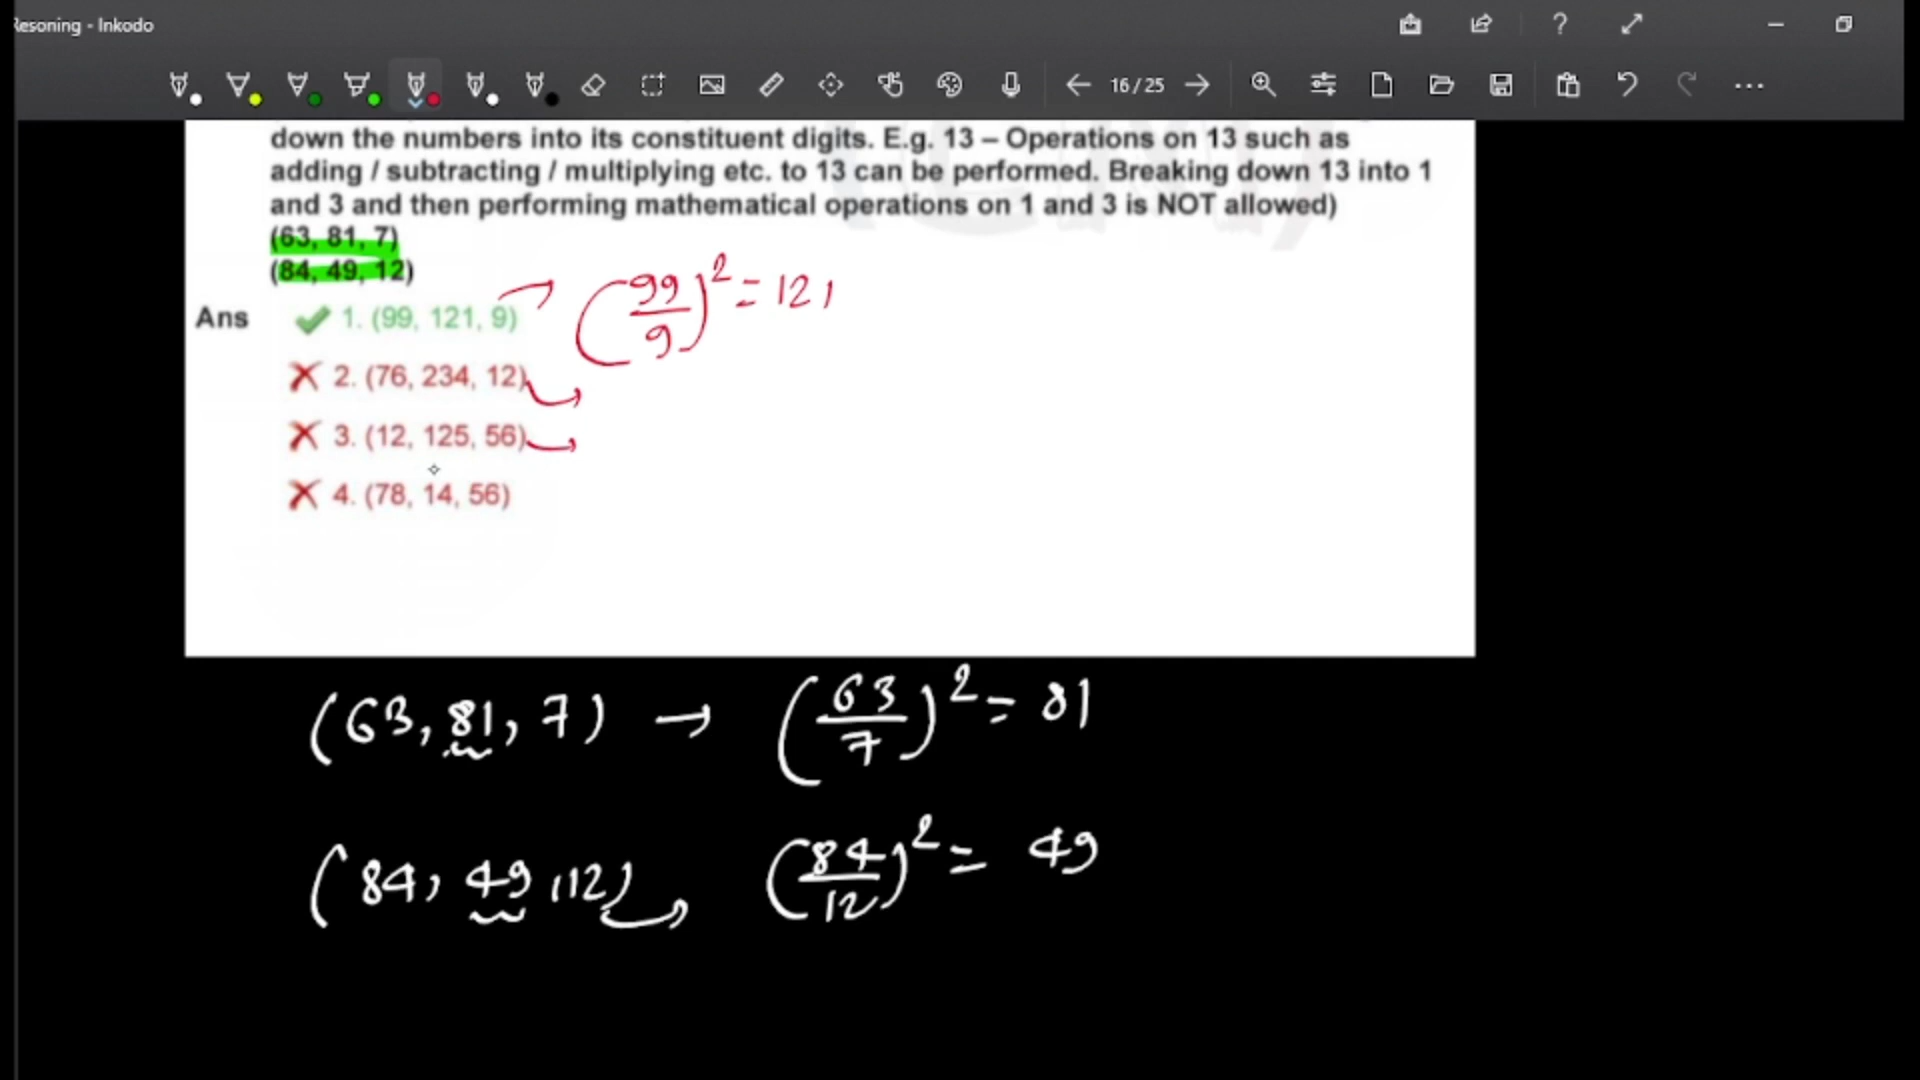 Resoning - Inkodo
16 / 25
down the numbers into its constituent digits. E.g. 13 – Operations on 13 such as
adding / subtracting / multiplying etc. to 13 can be performed. Breaking down 13 into 1
and 3 and then performing mathematical operations on 1 and 3 is NOT allowed)
(63, 81, 7)
(84, 49, 12)
Ans 1. (99, 121, 9) (99/9)² = 121
2. (76, 234, 12)
3. (12, 125, 56)
4. (78, 14, 56)
(63, 81, 7) → (63/7)² = 81
(84, 49, 12) → (84/12)² = 49